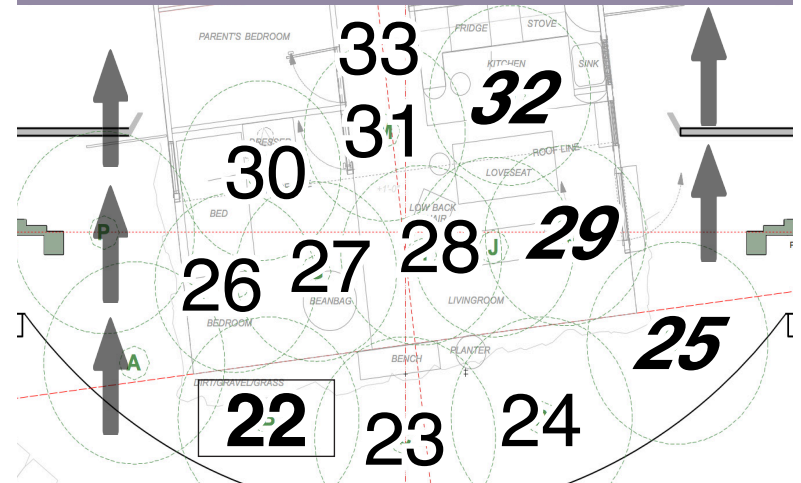 STOVE
FRIDGE
33
PARENT'S BEDROOM
KITCHEN
SINK
32
31
DRESSER
ROOF LINE
30
LOVESEAT
BED
LOW BACK
P
28
29
J
27
26
BEANBAG
LIVINGROOM
BEDROOM
25
PLANTER
BENCH
A
DIRT/GRAVEL/GRASS
22
24
23